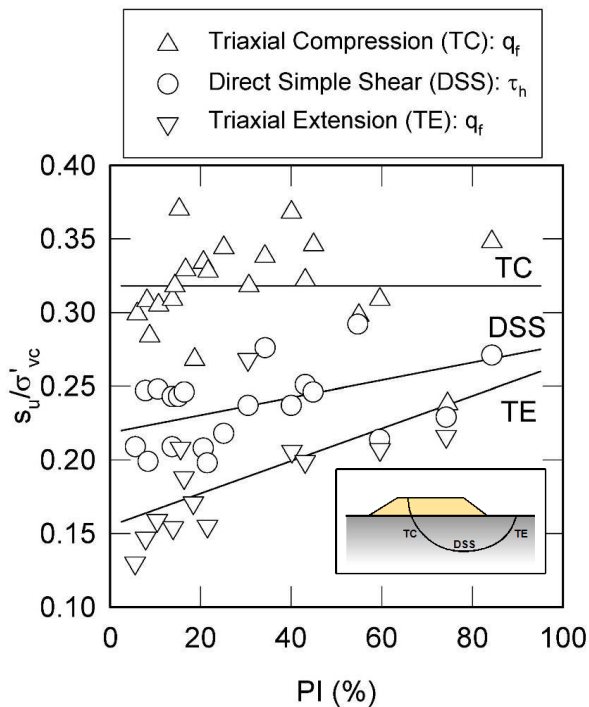 Triaxial Compression (TC): qf
Direct Simple Shear (DSS): τh
Triaxial Extension (TE): qf
0.40
0.35
0.30
0.25
0.20
0.15
0.10
su/σ'vc
TC
DSS
TE
TC
DSS
TE
0
20
40
60
80
100
PI (%)